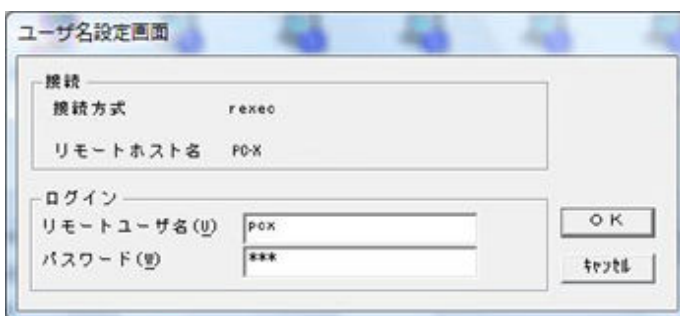 ユーザ名設定画面
接続
接続方式 rexec
リモートホスト名 PC-X
ログイン
リモートユーザ名(U) pcx
パスワード(W) ***
OK
ｷｬﾝｾﾙ